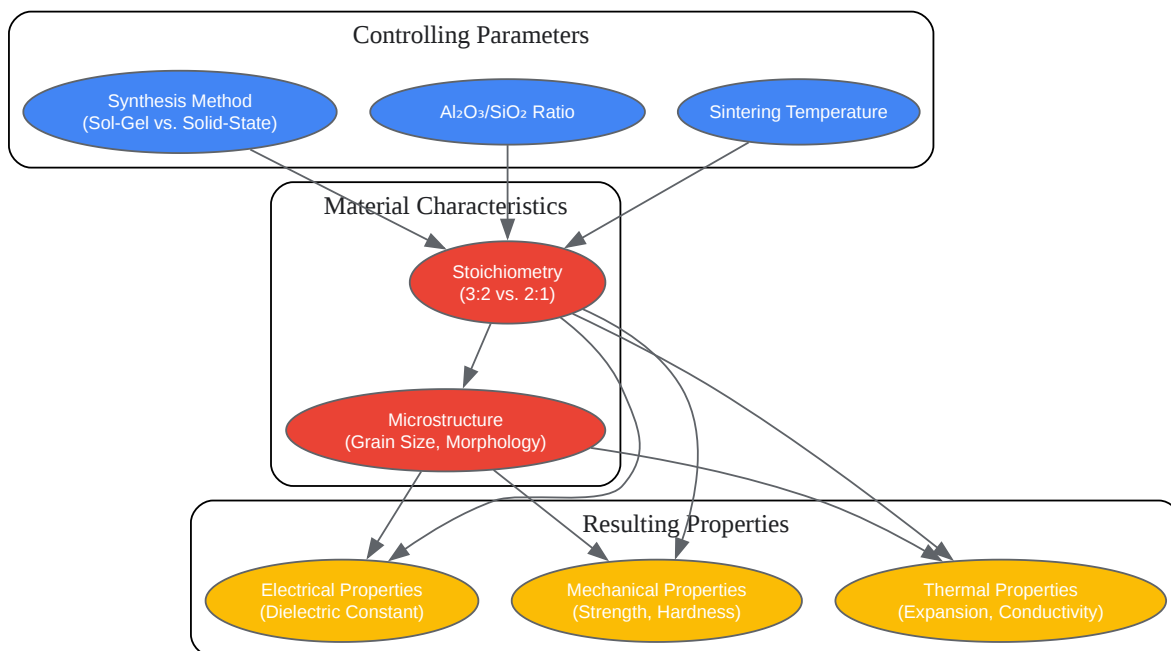 Controlling Parameters
Synthesis Method
(Sol-Gel vs. Solid-State)
Al₂O₃/SiO₂ Ratio
Sintering Temperature
Material Characteristics
Stoichiometry
(3:2 vs. 2:1)
Microstructure
(Grain Size, Morphology)
Resulting Properties
Electrical Properties
(Dielectric Constant)
Mechanical Properties
(Strength, Hardness)
Thermal Properties
(Expansion, Conductivity)